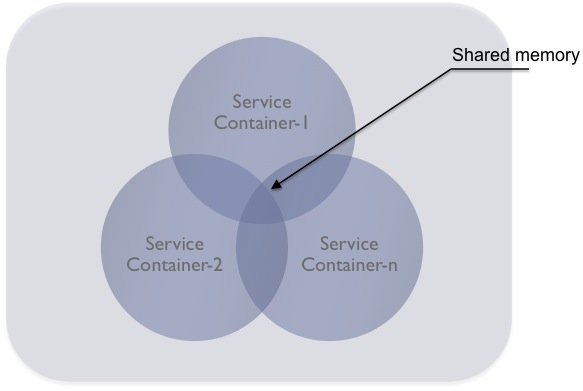 Shared memory
Service
Container-1
Service
Container-2
Service
Container-n